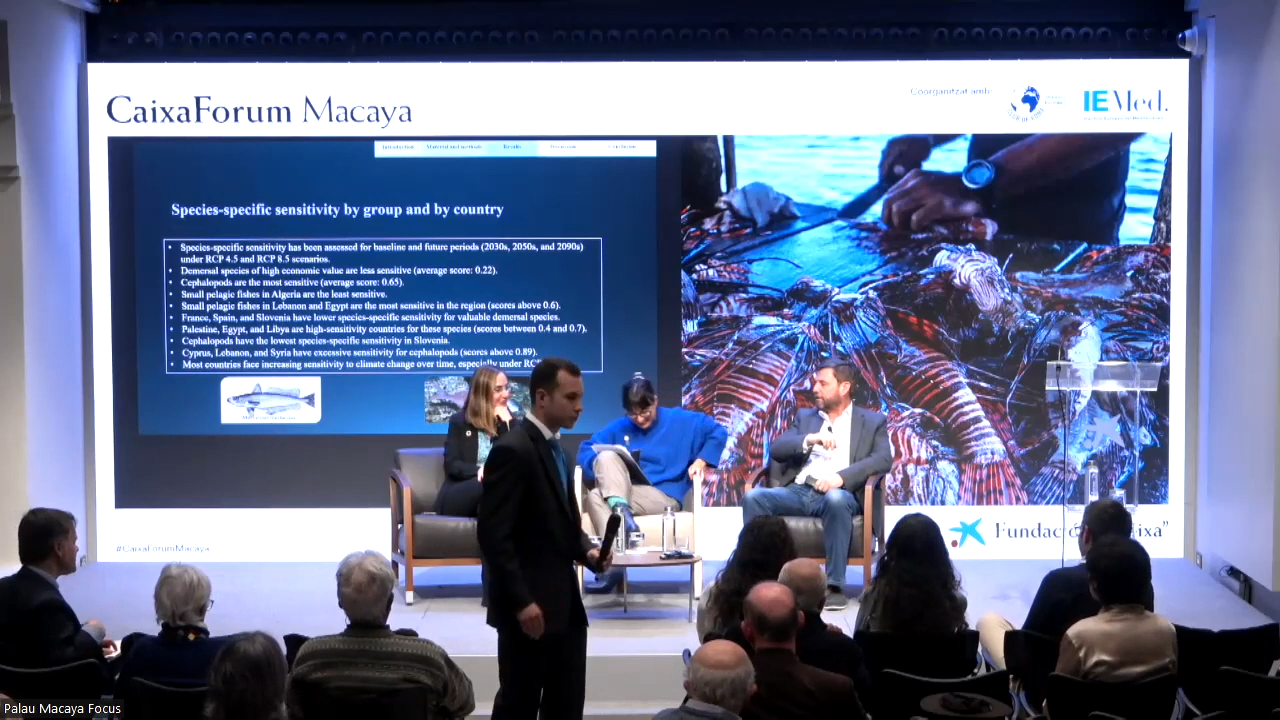 CaixaForum Macaya
Coorganitzat amb
IEMed.
Introduction Material and methods Results Discussion Conclusion
Species-specific sensitivity by group and by country
• Species-specific sensitivity has been assessed for baseline and future periods (2030s, 2050s, and 2090s)
under RCP 4.5 and RCP 8.5 scenarios.
• Demersal species of high economic value are less sensitive (average score: 0.22).
• Cephalopods are the most sensitive (average score: 0.65).
• Small pelagic fishes in Algeria are the least sensitive.
• Small pelagic fishes in Lebanon and Egypt are the most sensitive in the region (scores above 0.6).
• France, Spain, and Slovenia have lower species-specific sensitivity for valuable demersal species.
• Palestine, Egypt, and Libya are high-sensitivity countries for these species (scores between 0.4 and 0.7).
• Cephalopods have the lowest species-specific sensitivity in Slovenia.
• Cyprus, Lebanon, and Syria have excessive sensitivity for cephalopods (scores above 0.89).
• Most countries face increasing sensitivity to climate change over time, especially under RCP
#CaixaForumMacaya
Palau Macaya Focus